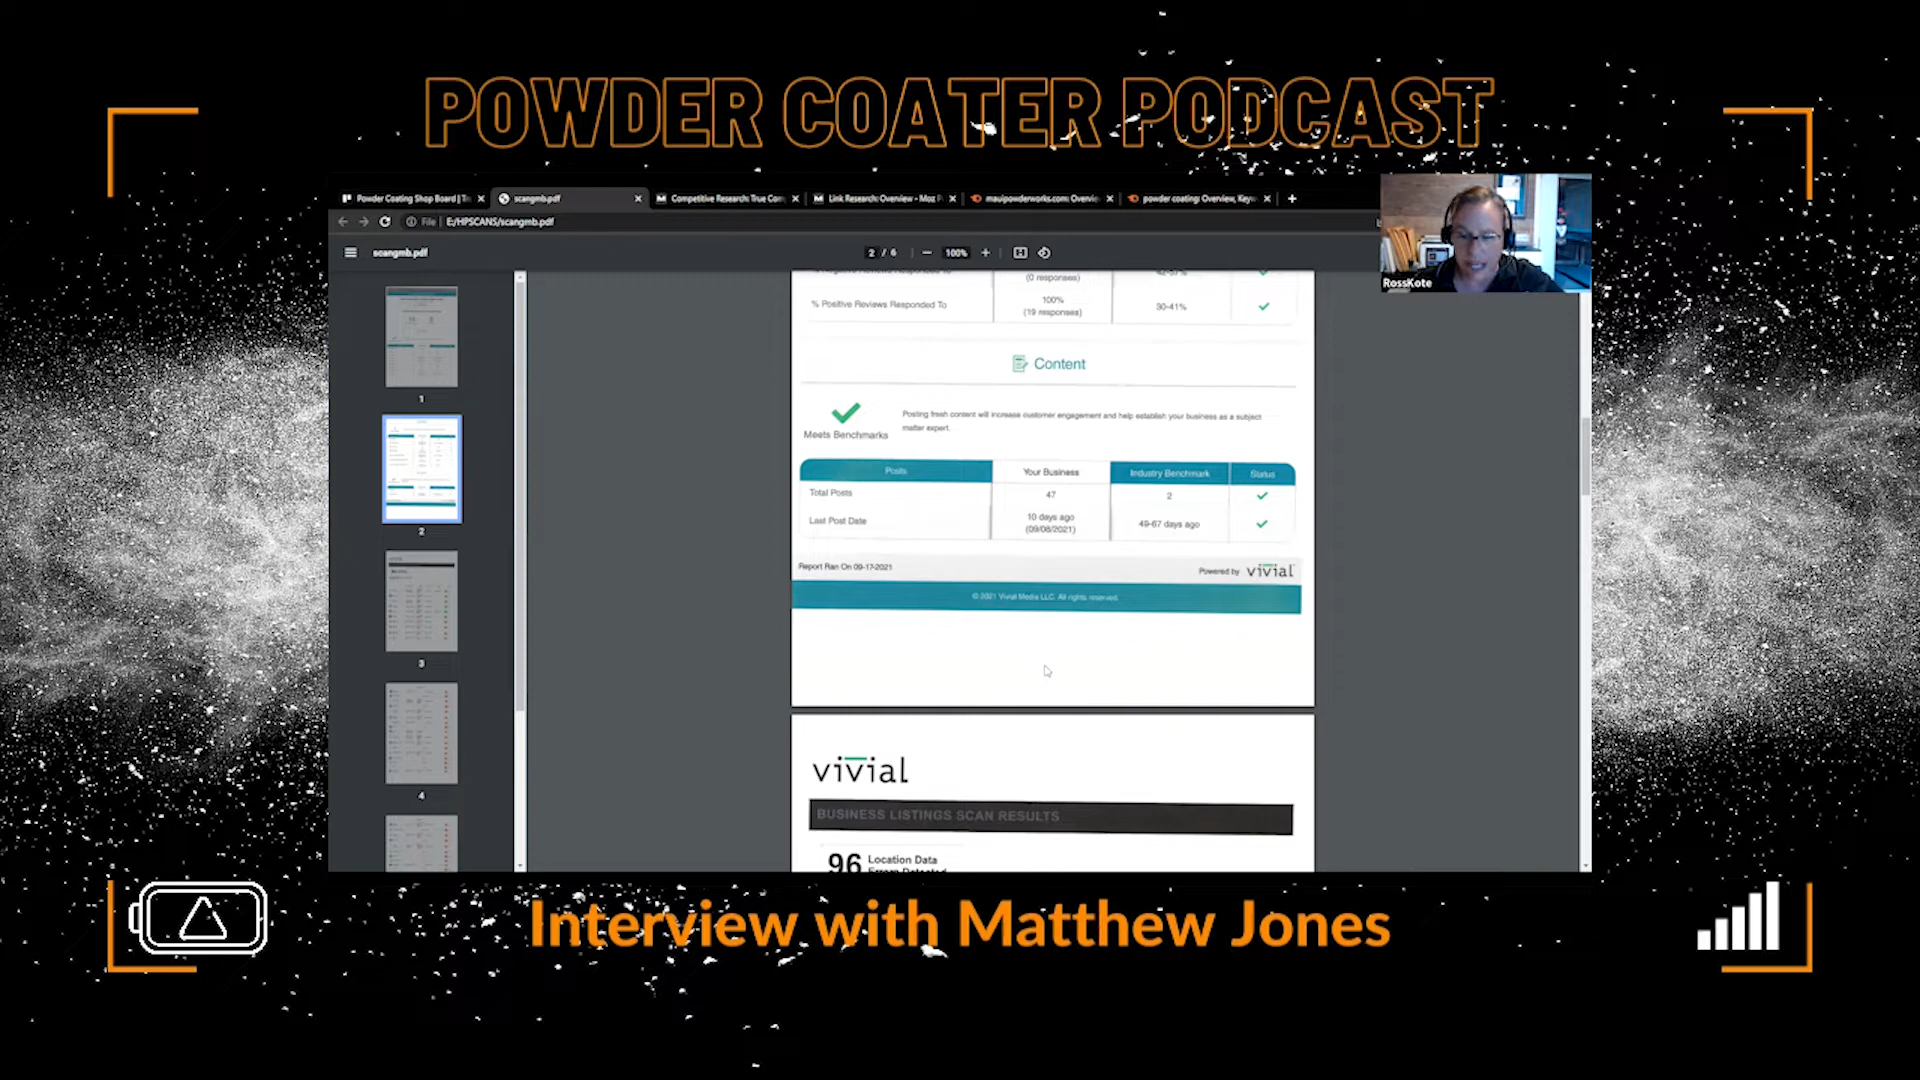 POWDER COATER PODCAST
Powder Coating Shop Board | Tr
scangmb.pdf
Competitive Research: True Com
Link Research: Overview - Moz P
mauipowderworks.com: Overvie
powder coating: Overview, Keyw
File
E:/HPSCANS/scangmb.pdf
scangmb.pdf
2 / 6
100%
RossKote
1
2
3
4
(0 responses)
% Positive Reviews Responded To
100%
(19 responses)
30-41%
Content
Meets Benchmarks
Posting fresh content will increase customer engagement and help establish your business as a subject
matter expert.
Posts Your Business Industry Benchmark Status
Total Posts 47 2
Last Post Date 10 days ago
(09/08/2021)
49-67 days ago
Report Ran On 09-17-2021
Powered by vivial
© 2021 Vivial Media LLC. All rights reserved.
vivial
BUSINESS LISTINGS SCAN RESULTS
96 Location Data
Interview with Matthew Jones